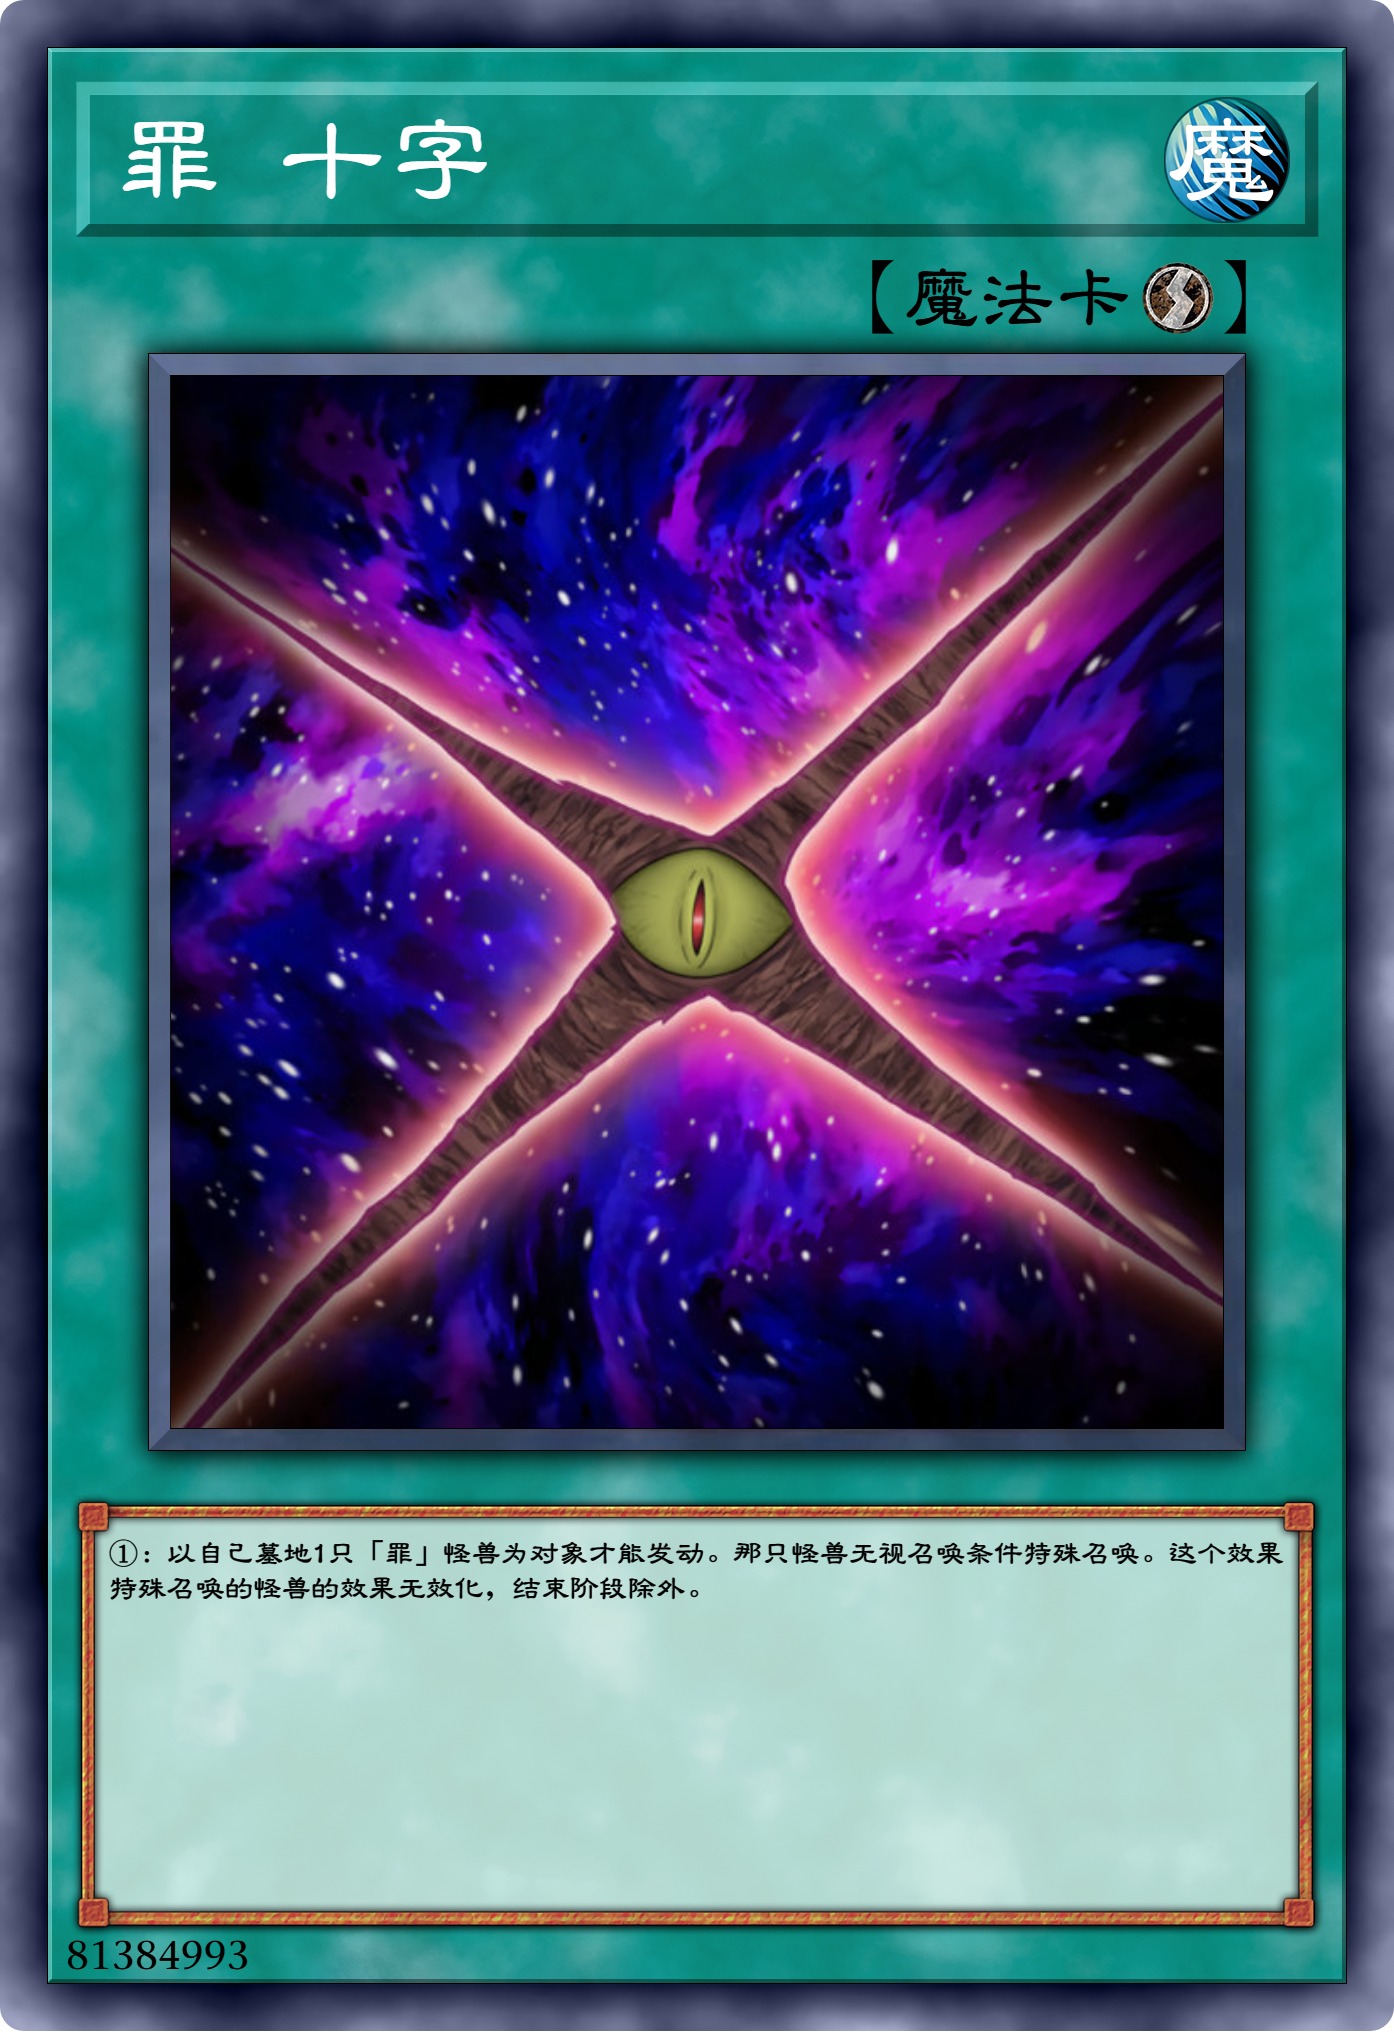 罪 十字
魔
【魔法卡】
①：以自己墓地1只「罪」怪兽为对象才能发动。那只怪兽无视召唤条件特殊召唤。这个效果
特殊召唤的怪兽的效果无效化，结束阶段除外。
81384993